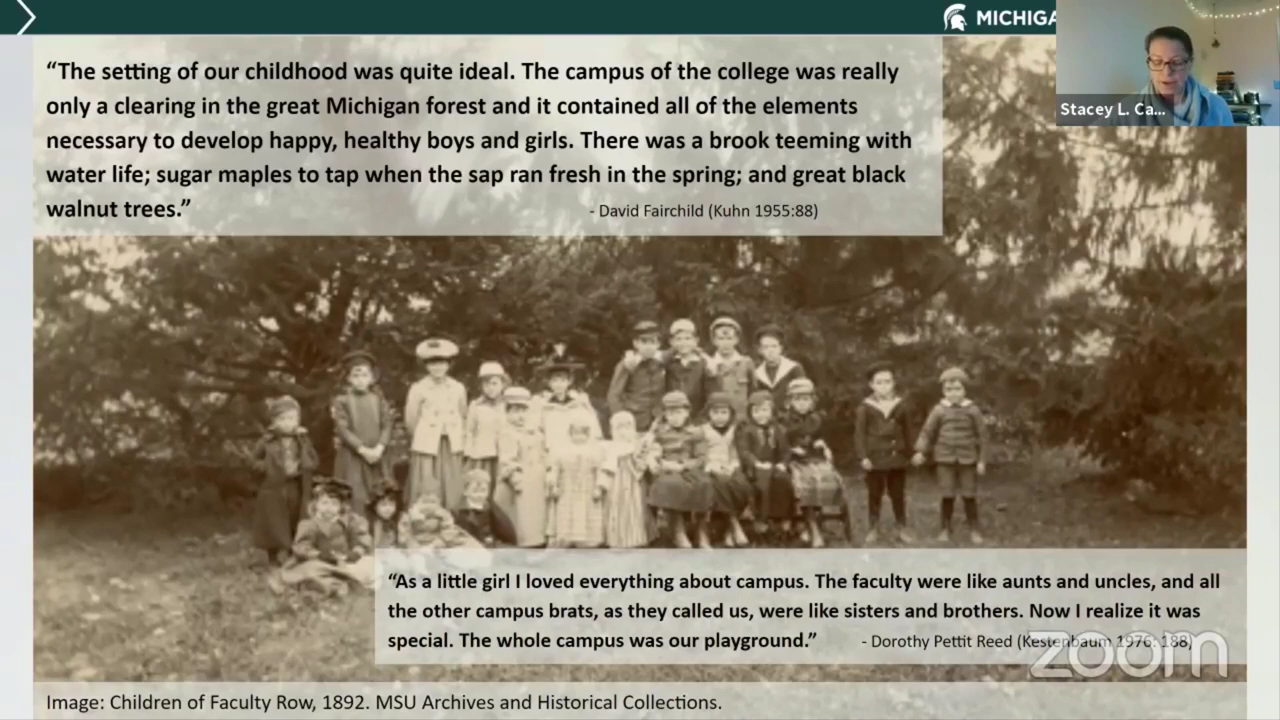 MICHIGA
Stacey L. Ca...
“The setting of our childhood was quite ideal. The campus of the college was really
only a clearing in the great Michigan forest and it contained all of the elements
necessary to develop happy, healthy boys and girls. There was a brook teeming with
water life; sugar maples to tap when the sap ran fresh in the spring; and great black
walnut trees.”
- David Fairchild (Kuhn 1955:88)
“As a little girl I loved everything about campus. The faculty were like aunts and uncles, and all
the other campus brats, as they called us, were like sisters and brothers. Now I realize it was
special. The whole campus was our playground.”
- Dorothy Pettit Reed (Kestenbaum 1976: 188)
zoom
Image: Children of Faculty Row, 1892. MSU Archives and Historical Collections.